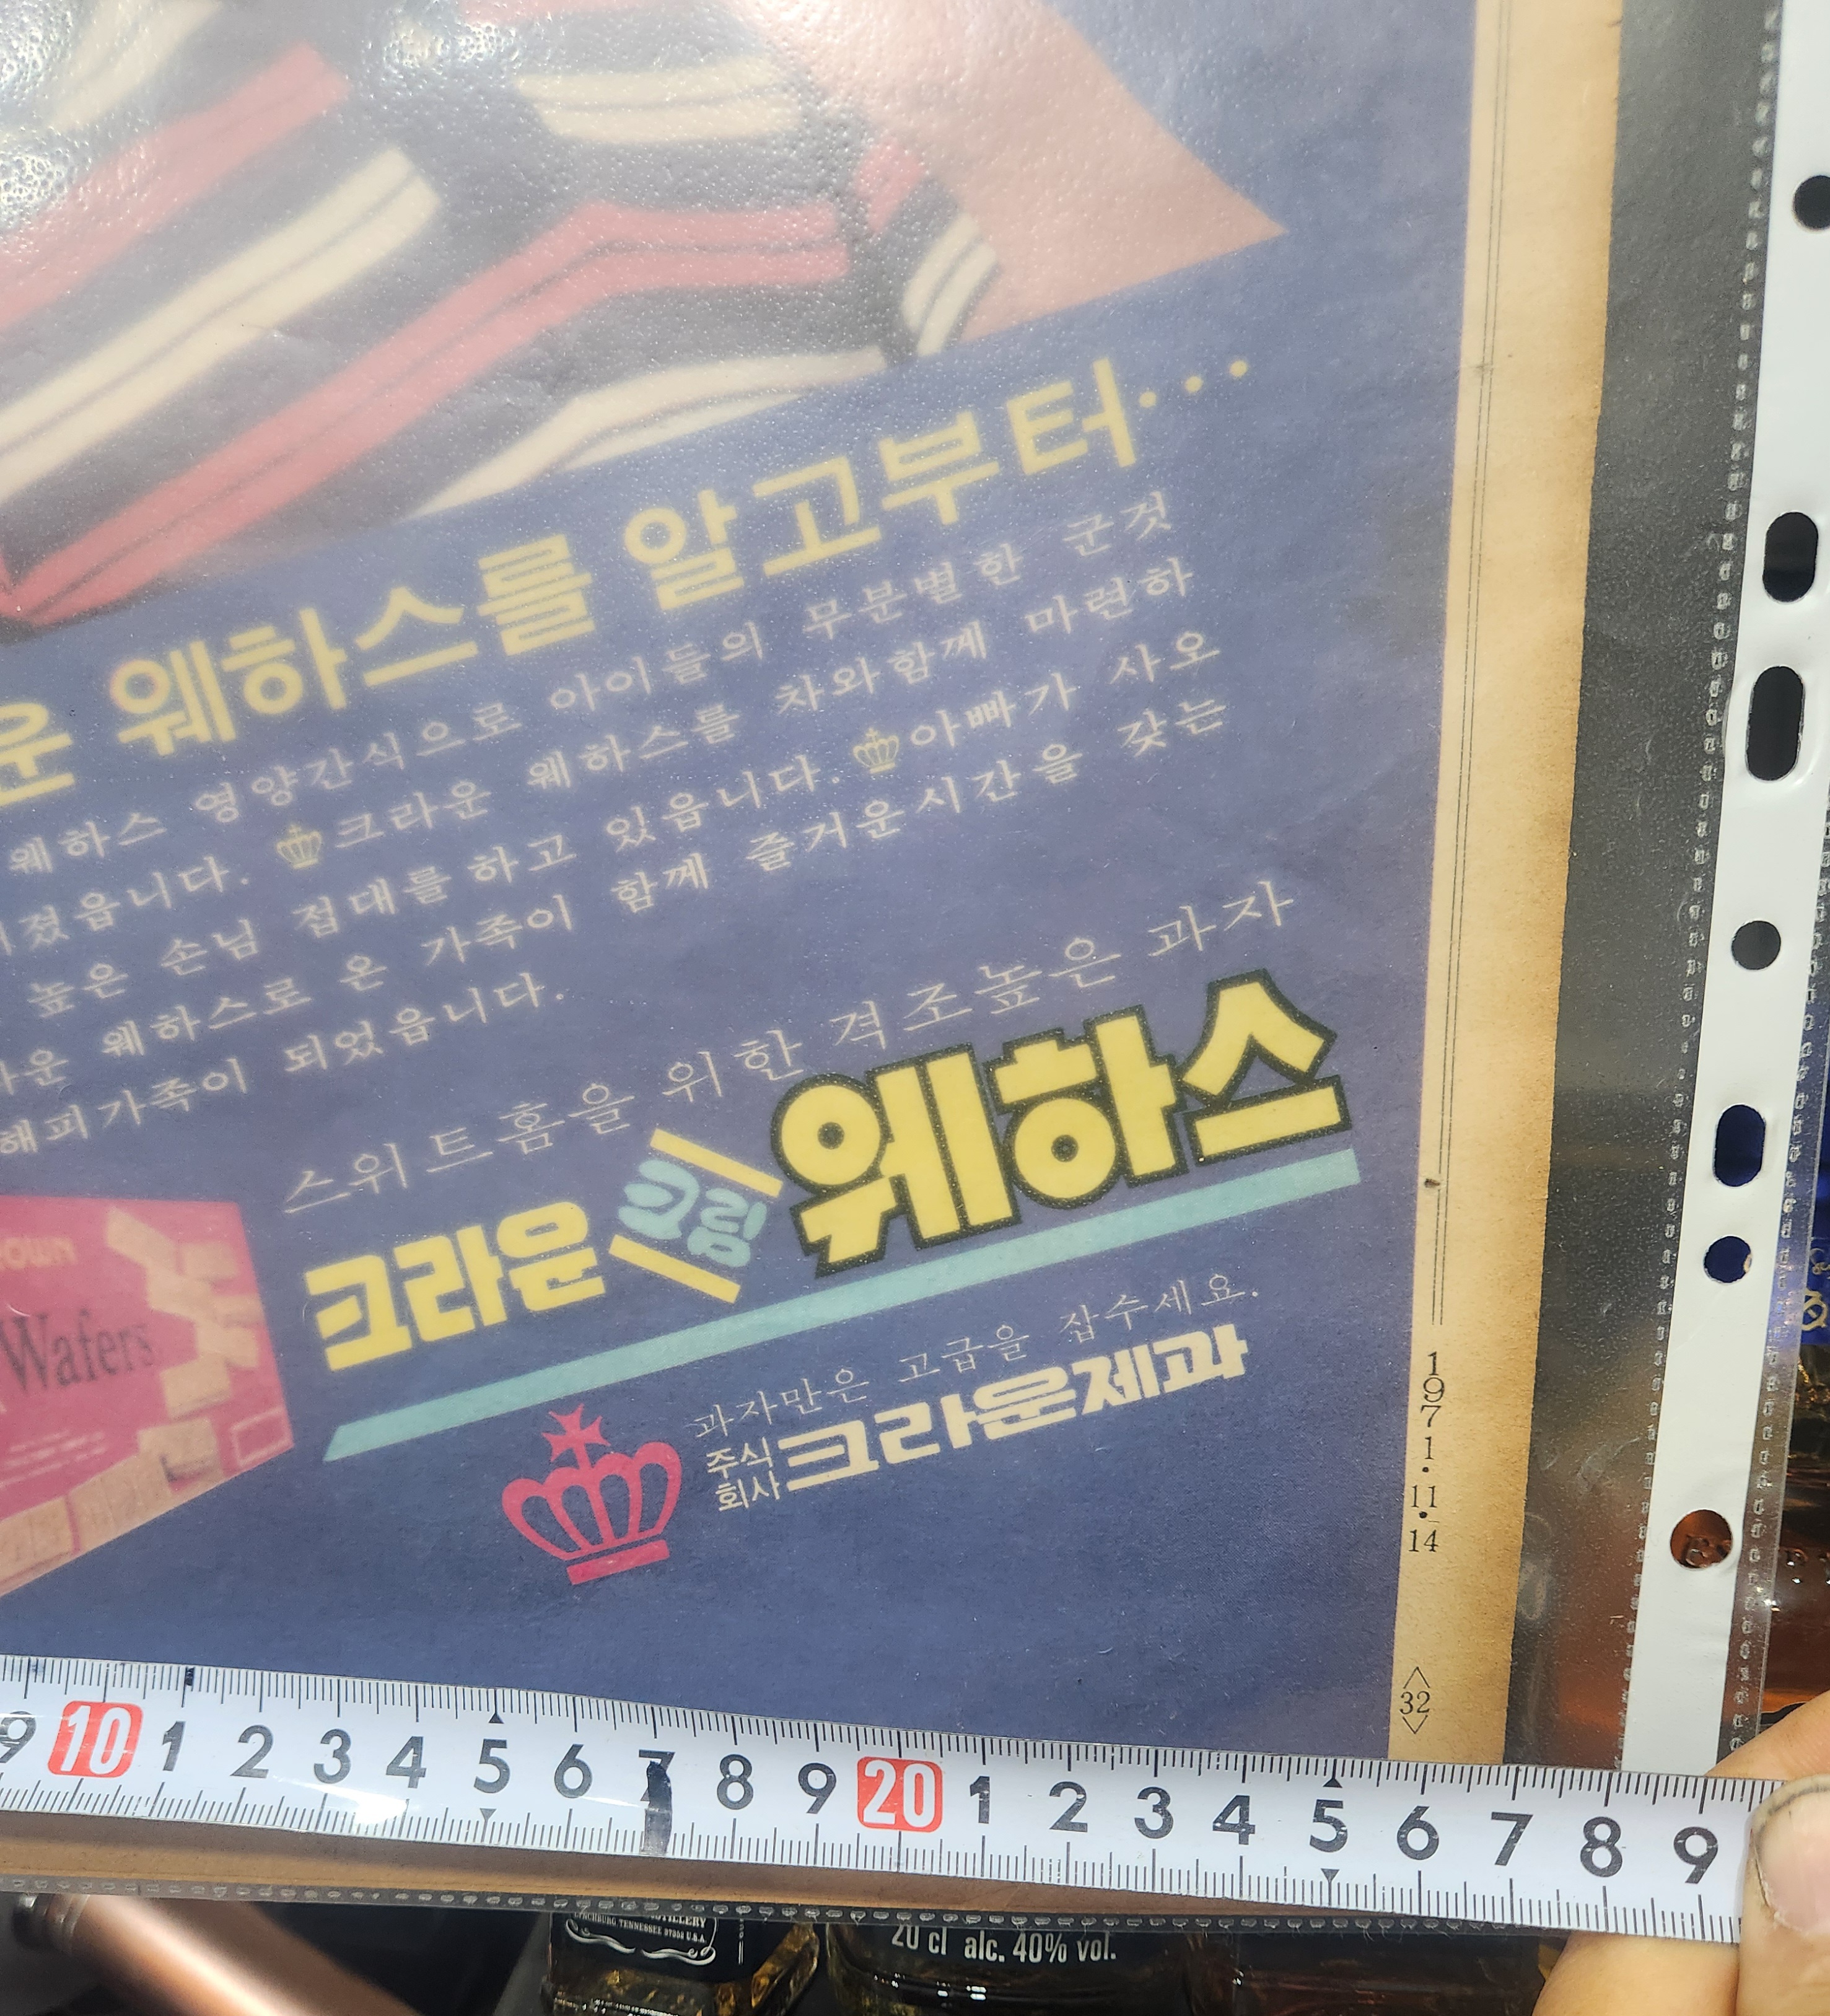 운 웨하스를 알고부터…
웨하스 영양간식으로 아이들의 무분별한 군것
졌읍니다. 크라운 웨하스를 차와함께 마련하
높은 손님 접대를 하고 있읍니다. 아빠가 사오
운 웨하스로 온 가족이 함께 즐거운시간을 갖는
해피가족이 되었읍니다.
스위트홈을 위한 격조높은 과자
크라운 크림 웨하스
own
Wafers
과자만은 고급을 잡수세요.
주식회사 크라운제과
1971.11.14
32
9 10 1 2 3 4 5 6 7 8 9 20 1 2 3 4 5 6 7 8 9
LYNCHBURG TENNESSEE 37352 U.S.A.
20 cl alc. 40% vol.